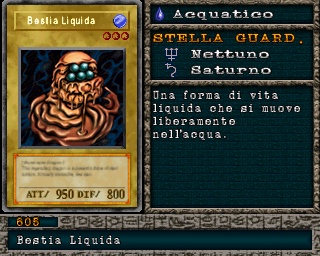 Bestia Liquida
ATT/ 950 DIF/ 800
Acquatico
STELLA GUARD.
Nettuno
Saturno
Una forma di vita
liquida che si muove
liberamente
nell'acqua.
605
Bestia Liquida